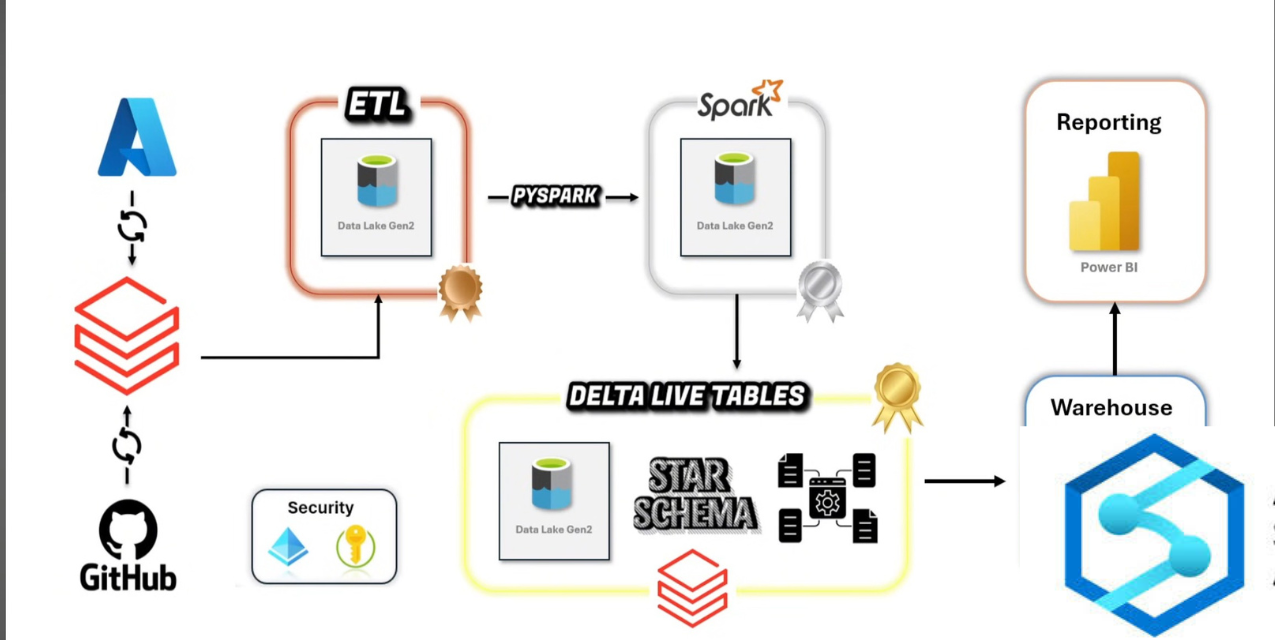 ETL
Data Lake Gen2
PYSPARK
Spark
Data Lake Gen2
Reporting
Power BI
DELTA LIVE TABLES
Data Lake Gen2
STAR
SCHEMA
Warehouse
Security
GitHub